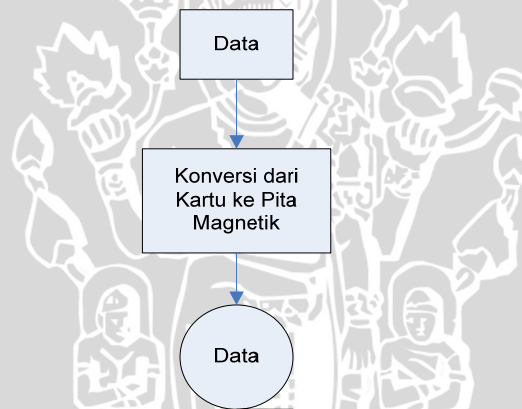 Data
Konversi dari
Kartu ke Pita
Magnetik
Data